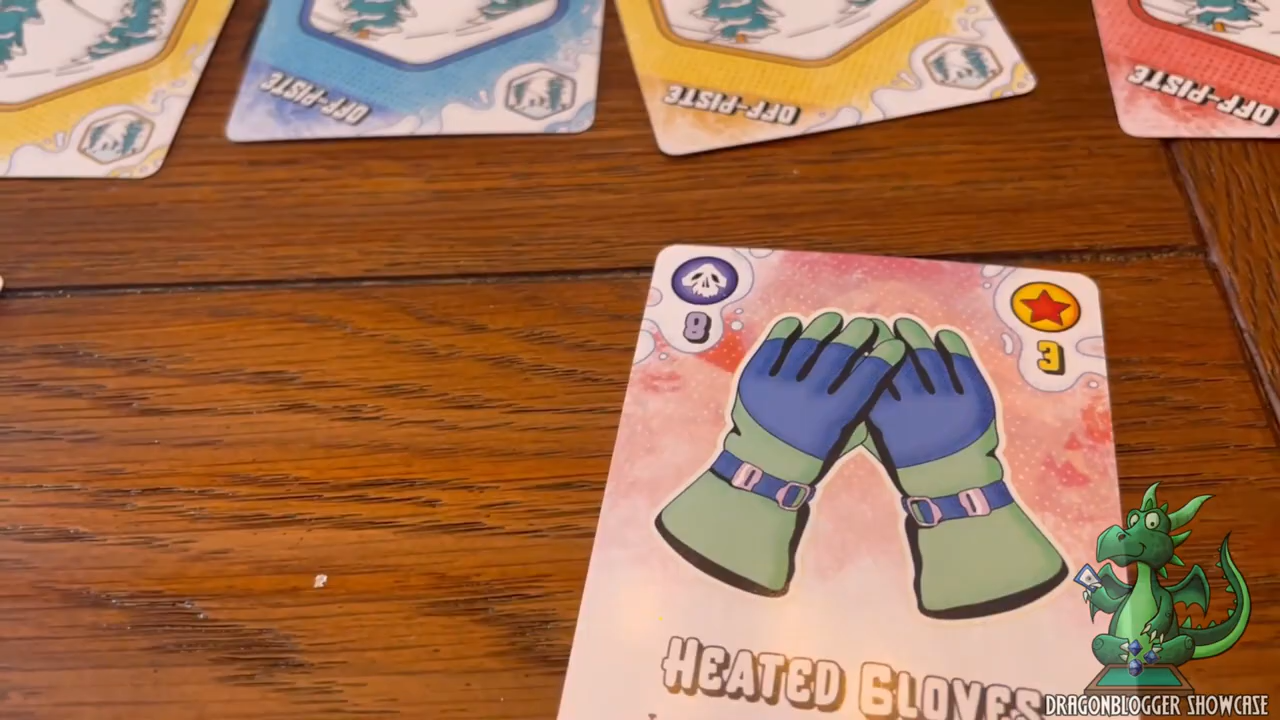 OFF-PISTE
OFF-PISTE
OFF-PISTE
8
3
HEATED GLOVES
DRAGONBLOGGER SHOWCASE